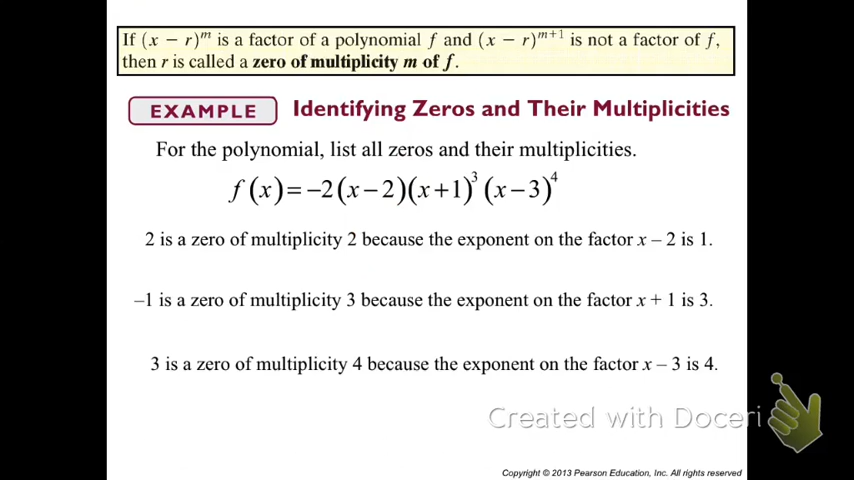 If (x − r)^m is a factor of a polynomial f and (x − r)^{m+1} is not a factor of f,
then r is called a zero of multiplicity m of f.
EXAMPLE Identifying Zeros and Their Multiplicities
For the polynomial, list all zeros and their multiplicities.
f(x) = −2(x − 2)(x + 1)^3(x − 3)^4
2 is a zero of multiplicity 2 because the exponent on the factor x – 2 is 1.
–1 is a zero of multiplicity 3 because the exponent on the factor x + 1 is 3.
3 is a zero of multiplicity 4 because the exponent on the factor x – 3 is 4.
Created with Doceri
Copyright © 2013 Pearson Education, Inc. All rights reserved